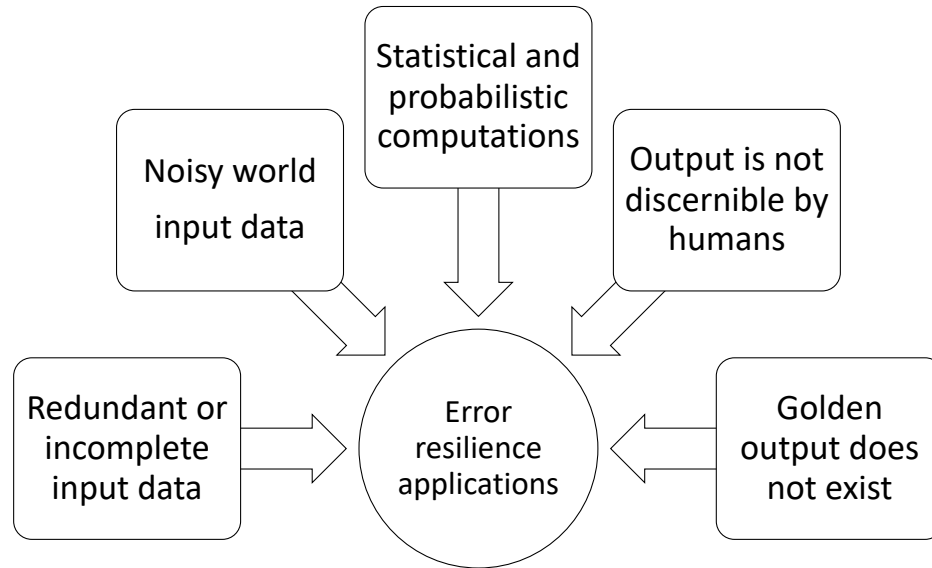 Statistical and
probabilistic
computations
Noisy world
input data
Output is not
discernible by
humans
Redundant or
incomplete
input data
Error
resilience
applications
Golden
output does
not exist